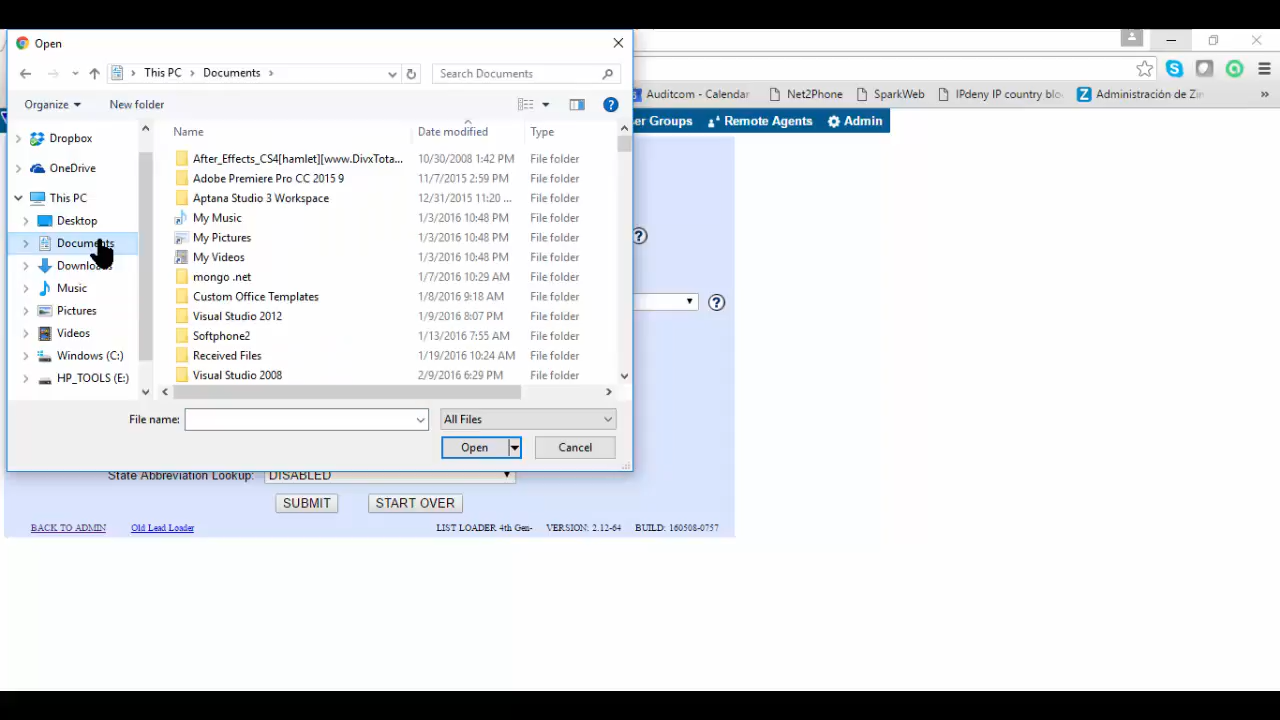 Open
This PC Documents
Search Documents
Organize
New folder
Auditcom - Calendar Net2Phone SparkWeb IPdeny IP country blo Administración de Zim »
er Groups Remote Agents Admin
Dropbox
OneDrive
This PC
Desktop
Documents
Downloads
Music
Pictures
Videos
Windows (C:)
HP_TOOLS (E:)
Name Date modified Type
After_Effects_CS4[hamlet][www.DivxTota... 10/30/2008 1:42 PM File folder
Adobe Premiere Pro CC 2015 9 11/7/2015 2:59 PM File folder
Aptana Studio 3 Workspace 12/31/2015 11:20 ... File folder
My Music 1/3/2016 10:48 PM File folder
My Pictures 1/3/2016 10:48 PM File folder
My Videos 1/3/2016 10:48 PM File folder
mongo .net 1/7/2016 10:29 AM File folder
Custom Office Templates 1/8/2016 9:18 AM File folder
Visual Studio 2012 1/9/2016 8:07 PM File folder
Softphone2 1/13/2016 7:55 AM File folder
Received Files 1/19/2016 10:24 AM File folder
Visual Studio 2008 2/9/2016 6:29 PM File folder
File name: All Files
Open Cancel
State Abbreviation Lookup: DISABLED
SUBMIT START OVER
BACK TO ADMIN Old Lead Loader LIST LOADER 4th Gen- VERSION: 2.12-64 BUILD: 160508-0757